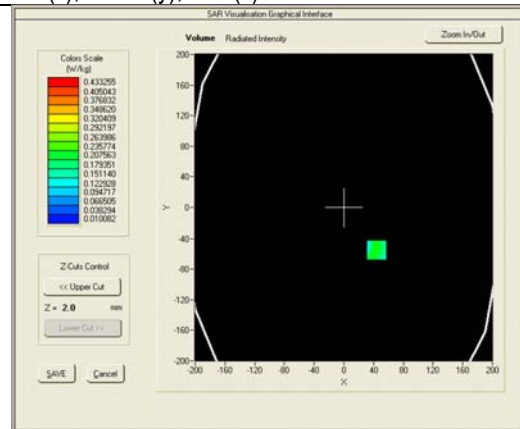 SAR Visualisation Graphical Interface
Volume Radiated Intensity
Zoom In/Out
Colors Scale
(W/kg)
0.433255
0.405043
0.376832
0.348620
0.320409
0.292197
0.263986
0.235774
0.207563
0.179351
0.151140
0.122928
0.094717
0.066505
0.038294
0.010082
Z-Cuts Control
<< Upper Cut
Z = 2.0 mm
Lower Cut >>
SAVE
Cancel
200-
160-
120-
80-
40-
0-
-40-
-80-
-120-
-160-
-200-
Y
-200 -160 -120 -80 -40 0 40 80 120 160 200
X